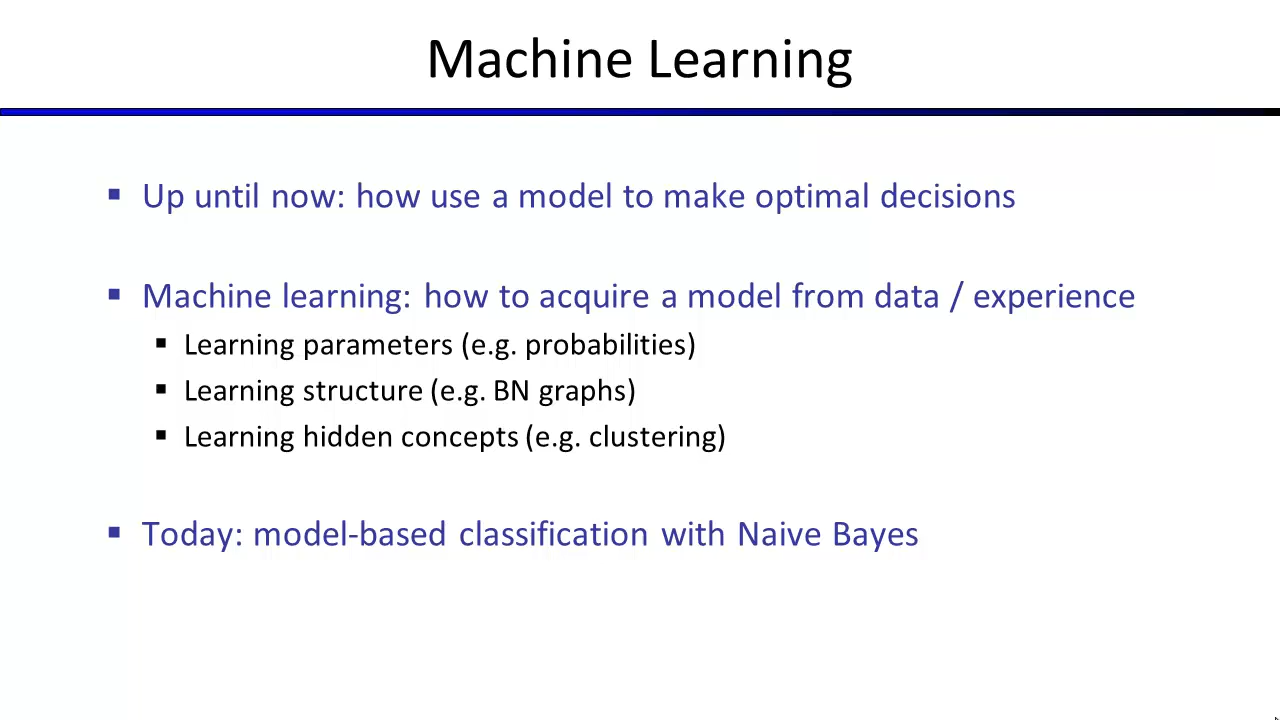 Machine Learning
▪ Up until now: how use a model to make optimal decisions
▪ Machine learning: how to acquire a model from data / experience
▪ Learning parameters (e.g. probabilities)
▪ Learning structure (e.g. BN graphs)
▪ Learning hidden concepts (e.g. clustering)
▪ Today: model-based classification with Naive Bayes